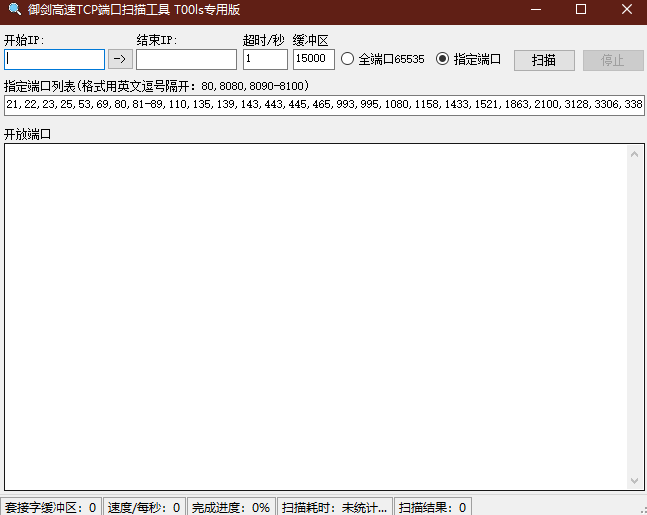 御剑高速TCP端口扫描工具 T00ls专用版
开始IP: 结束IP: 超时/秒 缓冲区
-> 1 15000 全端口65535 指定端口 扫描 停止
指定端口列表(格式用英文逗号隔开: 80,8080,8090-8100)
21,22,23,25,53,69,80,81-89,110,135,139,143,443,445,465,993,995,1080,1158,1433,1521,1863,2100,3128,3306,338
开放端口
套接字缓冲区: 0 速度/每秒: 0 完成进度: 0% 扫描耗时: 未统计... 扫描结果: 0